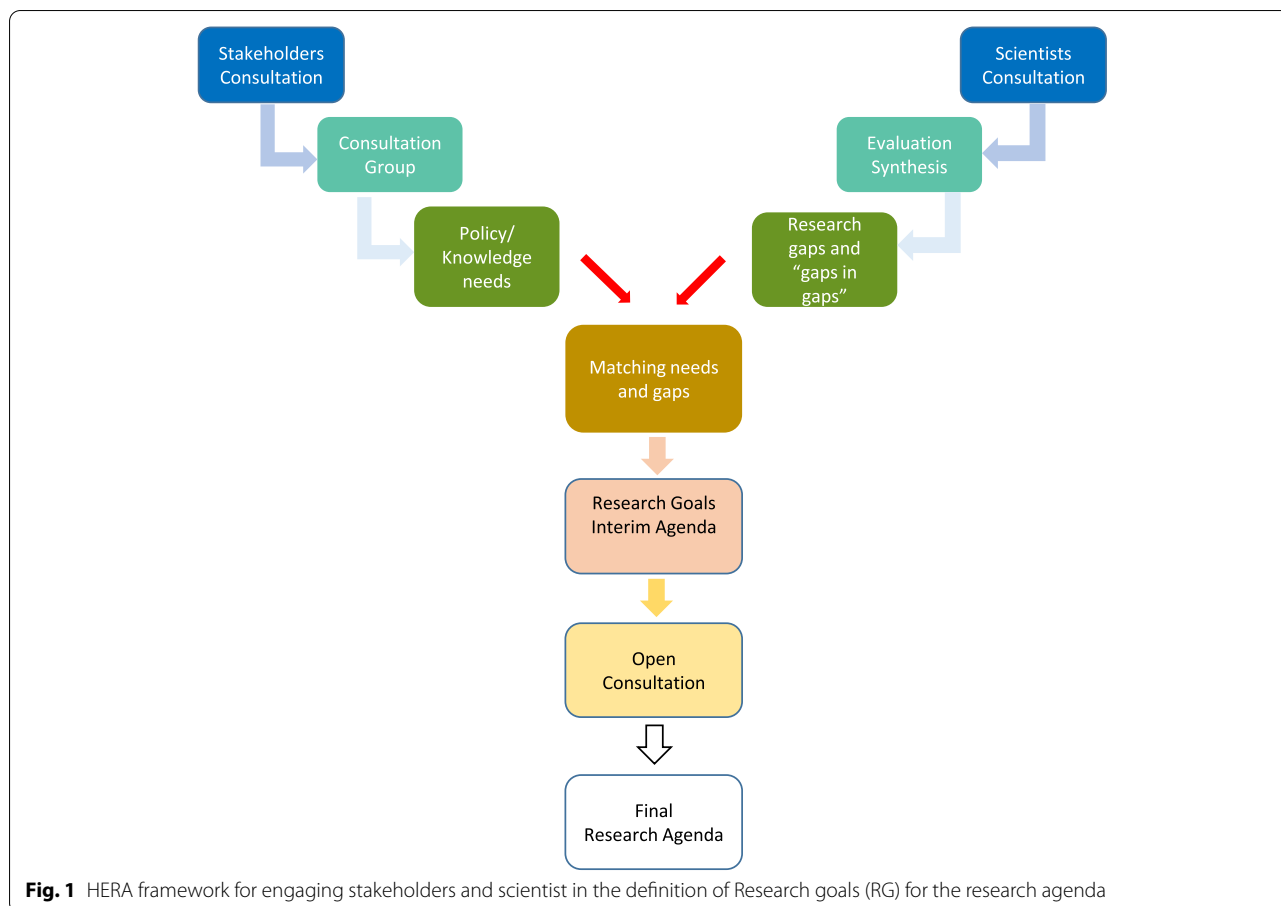 Stakeholders
Consultation
Scientists
Consultation
Consultation
Group
Evaluation
Synthesis
Policy/
Knowledge
needs
Research
gaps and
“gaps in
gaps”
Matching needs
and gaps
Research Goals
Interim Agenda
Open
Consultation
Final
Research Agenda
Fig. 1 HERA framework for engaging stakeholders and scientist in the definition of Research goals (RG) for the research agenda